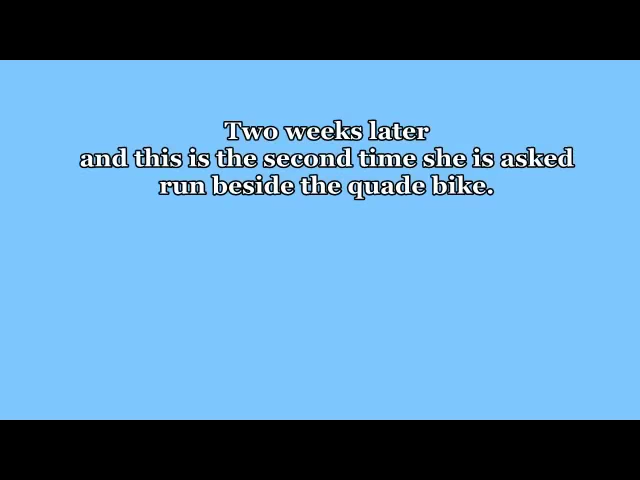 Two weeks later
and this is the second time she is asked
run beside the quade bike.